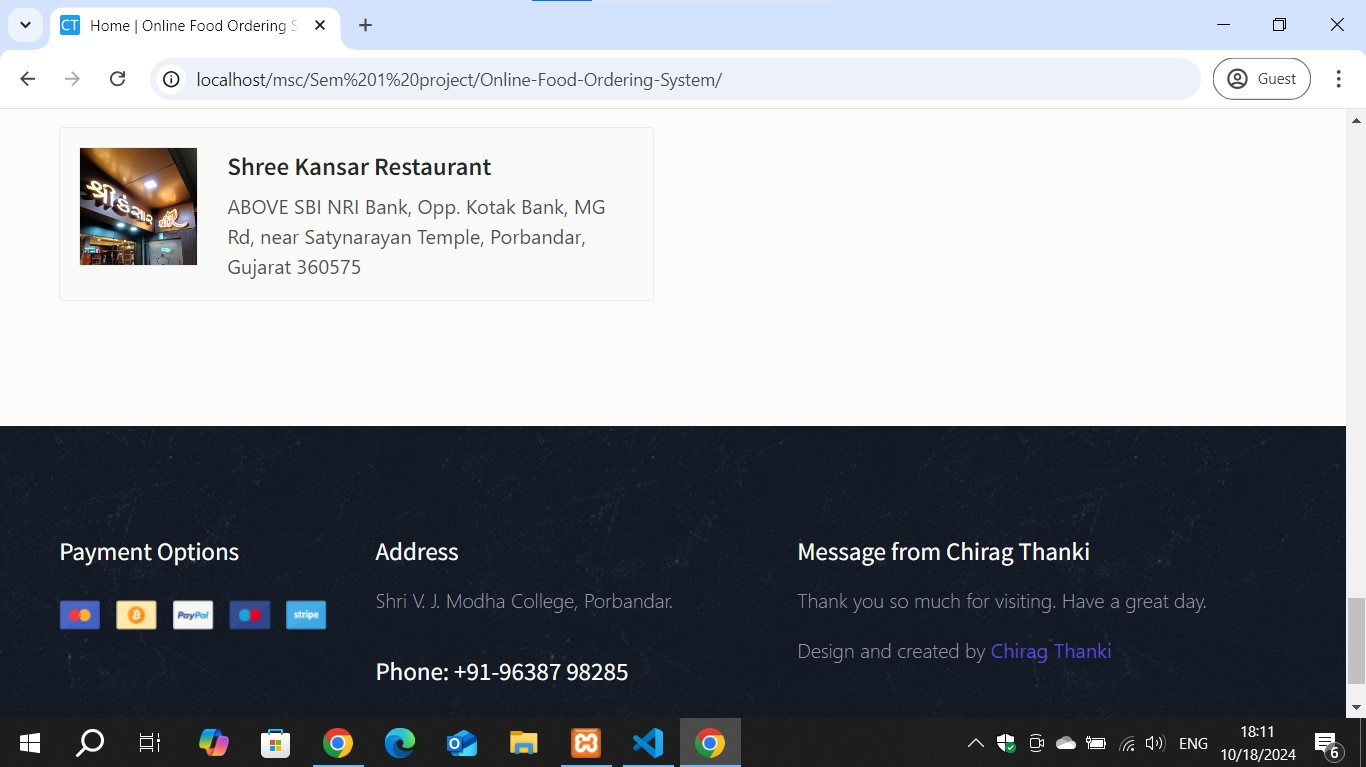 CT Home | Online Food Ordering S
localhost/msc/Sem%201%20project/Online-Food-Ordering-System/
Guest
શ્રી કંસાર
Shree Kansar Restaurant
ABOVE SBI NRI Bank, Opp. Kotak Bank, MG
Rd, near Satynarayan Temple, Porbandar,
Gujarat 360575
Payment Options
PayPal
stripe
Address
Shri V. J. Modha College, Porbandar.
Phone: +91-96387 98285
Message from Chirag Thanki
Thank you so much for visiting. Have a great day.
Design and created by Chirag Thanki
ENG
18:11
10/18/2024
6